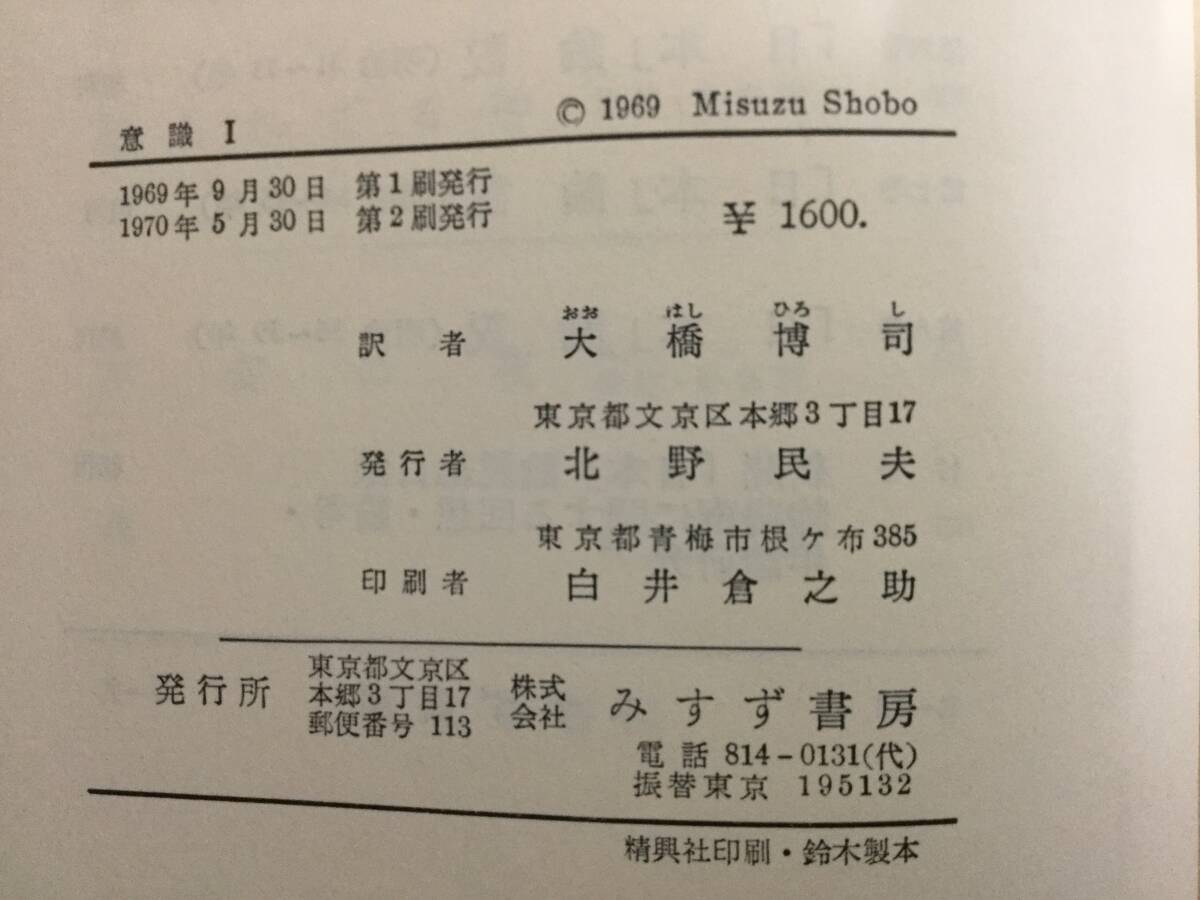 意識 I
© 1969 Misuzu Shobo
1969年9月30日 第1刷発行
1970年5月30日 第2刷発行
¥ 1600.
おお はし ひろ し
訳者 大橋博司
東京都文京区本郷3丁目17
発行者 北野民夫
東京都青梅市根ケ布385
印刷者 白井倉之助
発行所
東京都文京区
本郷3丁目17
郵便番号 113
株式
会社
みすず書房
電話 814-0131(代)
振替東京 195132
精興社印刷・鈴木製本